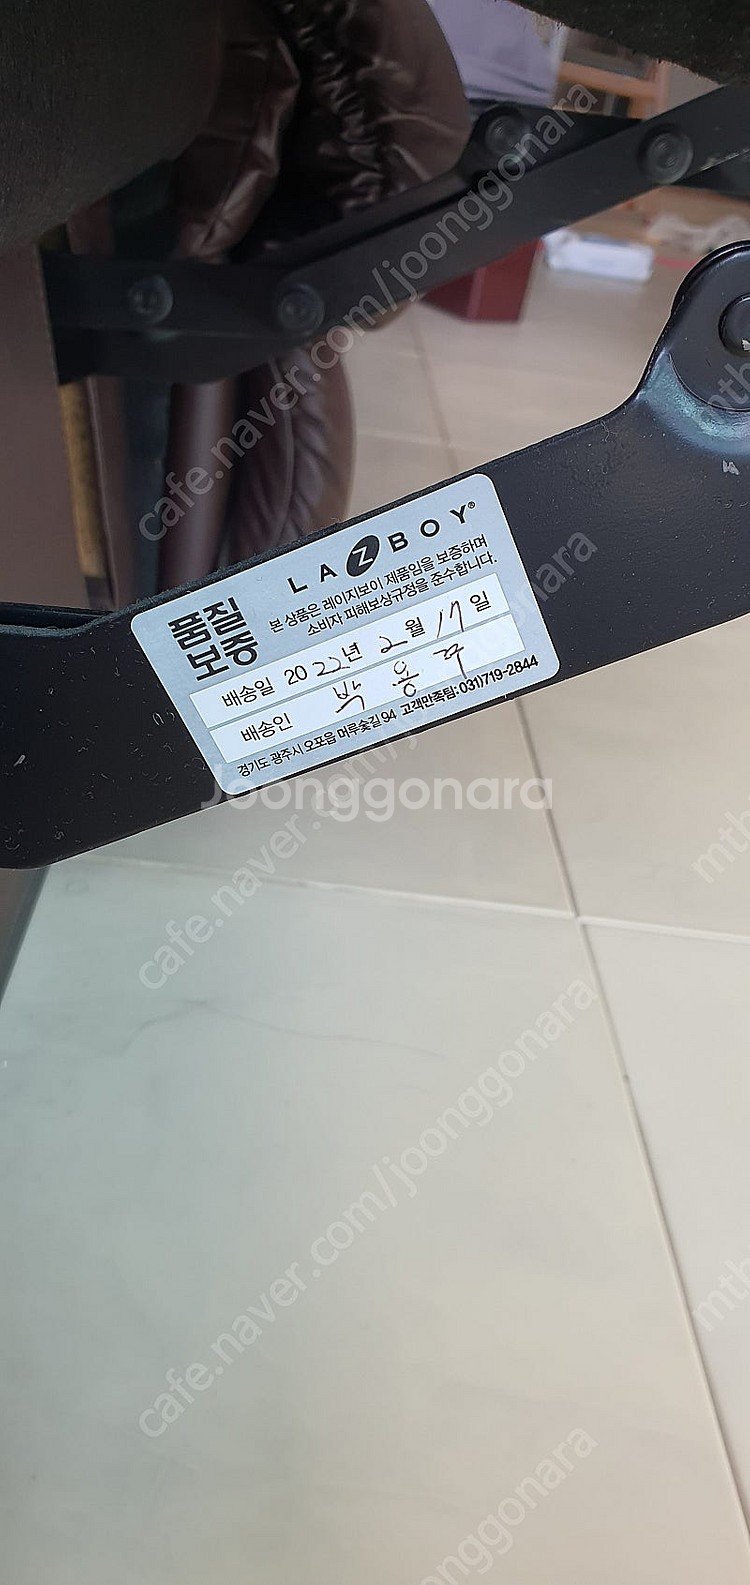 LAZBOY®
품질
보증
본 상품은 레이지보이 제품임을 보증하며
소비자 피해보상규정을 준수합니다.
배송일 2022년 2월 17일
배송인 박용
경기도 광주시 오포읍 머루숯길 94 고객만족팀: 031)719-2844
Joonggonara
cafe.naver.com/joonggonara
cafe.naver.com/joonggonara
cafe.naver.com/joonggonara
joonggonara
mtb
mtb
mtb